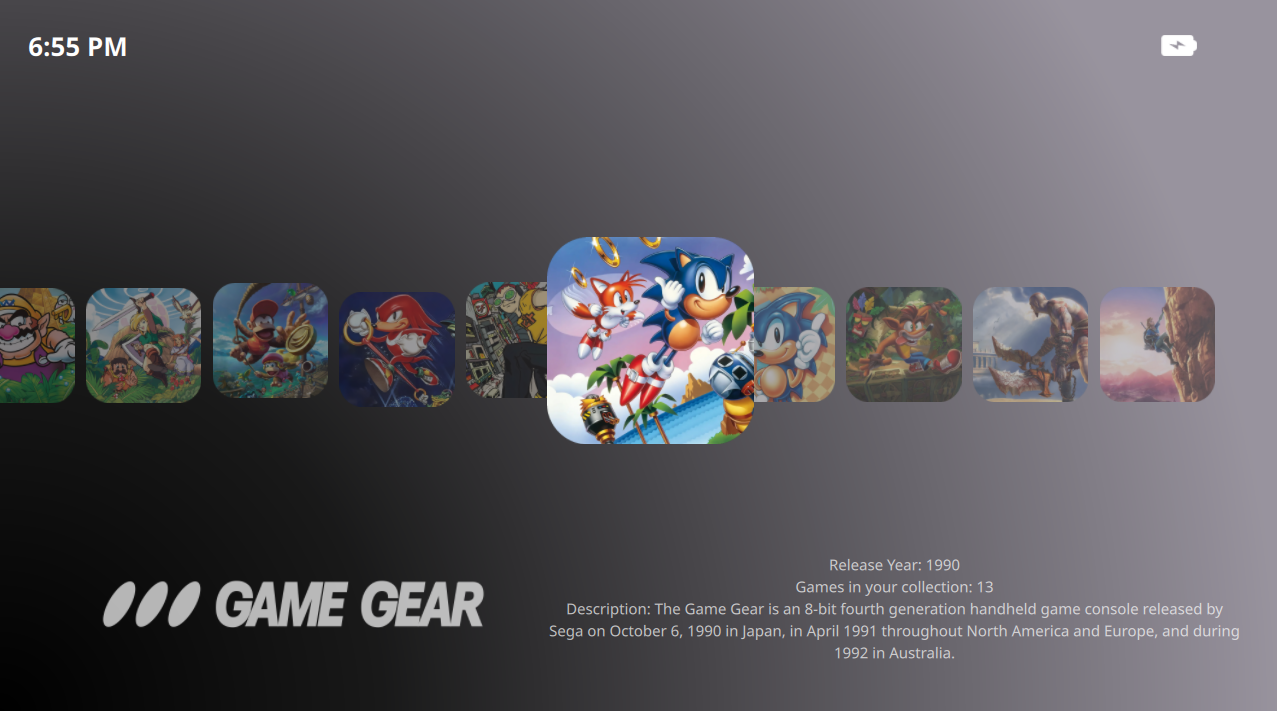 6:55 PM
GAME GEAR
Release Year: 1990
Games in your collection: 13
Description: The Game Gear is an 8-bit fourth generation handheld game console released by
Sega on October 6, 1990 in Japan, in April 1991 throughout North America and Europe, and during
1992 in Australia.